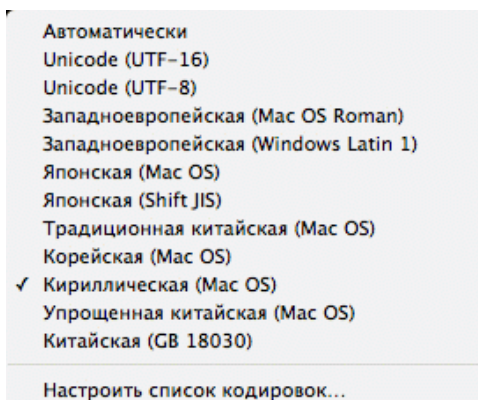 Автоматически
Unicode (UTF-16)
Unicode (UTF-8)
Западноевропейская (Mac OS Roman)
Западноевропейская (Windows Latin 1)
Японская (Mac OS)
Японская (Shift JIS)
Традиционная китайская (Mac OS)
Корейская (Mac OS)
✓ Кириллическая (Mac OS)
Упрощенная китайская (Mac OS)
Китайская (GB 18030)
Настроить список кодировок...